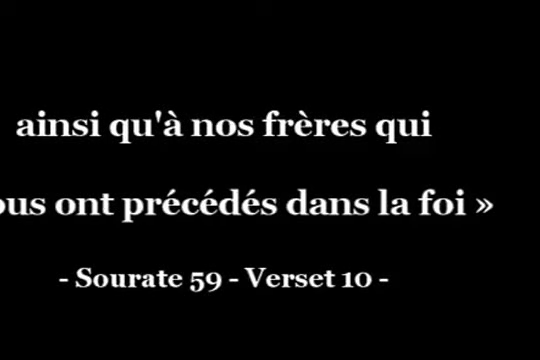 ainsi qu'à nos frères qui
ous ont précédés dans la foi »
- Sourate 59 - Verset 10 -